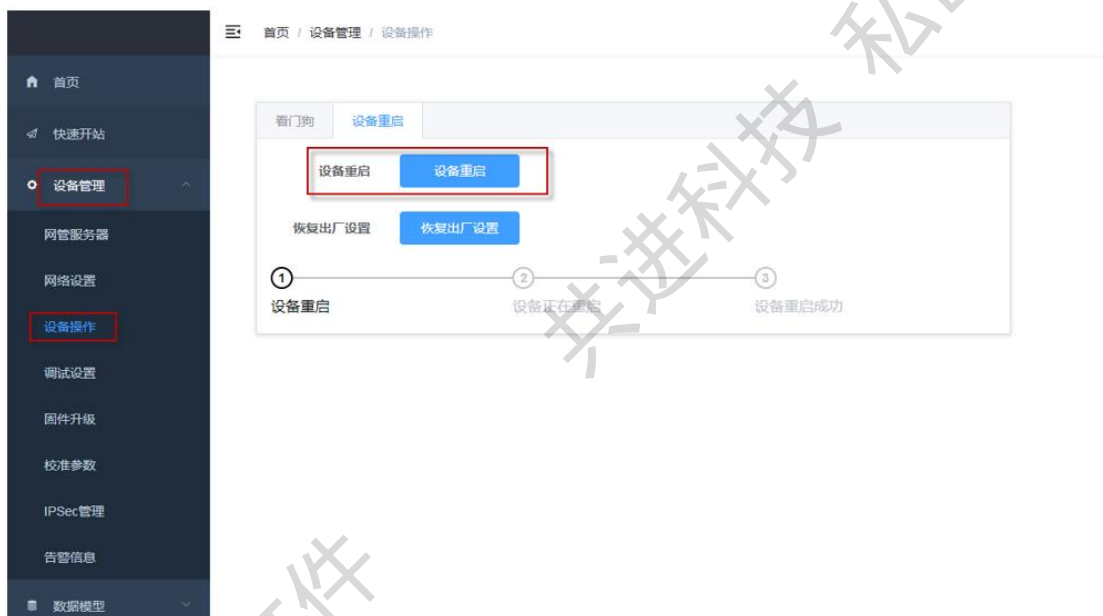 首页 / 设备管理 / 设备操作
首页
快速开站
设备管理
网管服务器
网络设置
设备操作
调试设置
固件升级
校准参数
IPSec管理
告警信息
数据模型
看门狗 设备重启
设备重启 设备重启
恢复出厂设置 恢复出厂设置
1 2 3
设备重启 设备正在重启 设备重启成功
共进科技 私
件